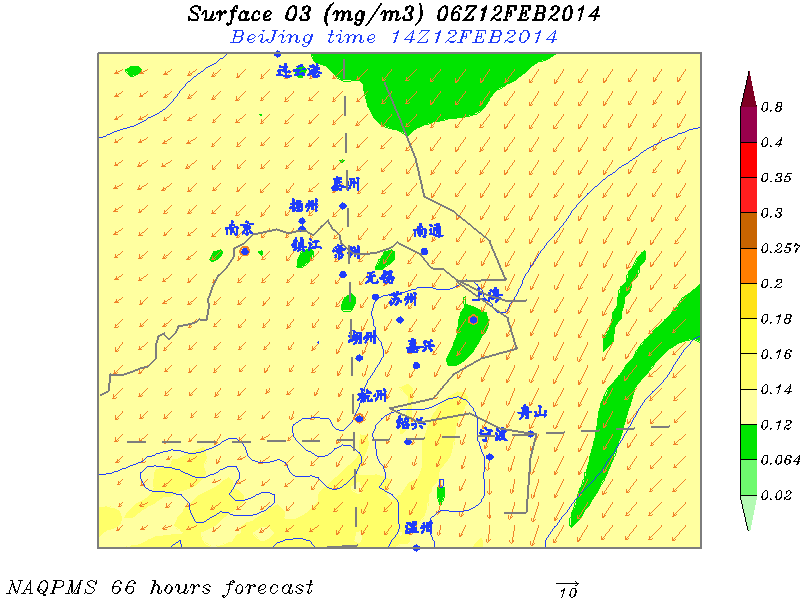 Surface O3 (mg/m3) 06Z12FEB2014
BeiJing time 14Z12FEB2014
连云港
泰州
扬州
南京
镇江
常州
南通
无锡
苏州
上海
湖州
嘉兴
杭州
绍兴
舟山
宁波
温州
0.8
0.4
0.35
0.3
0.257
0.2
0.18
0.16
0.14
0.12
0.064
0.02
NAQPMS 66 hours forecast
10